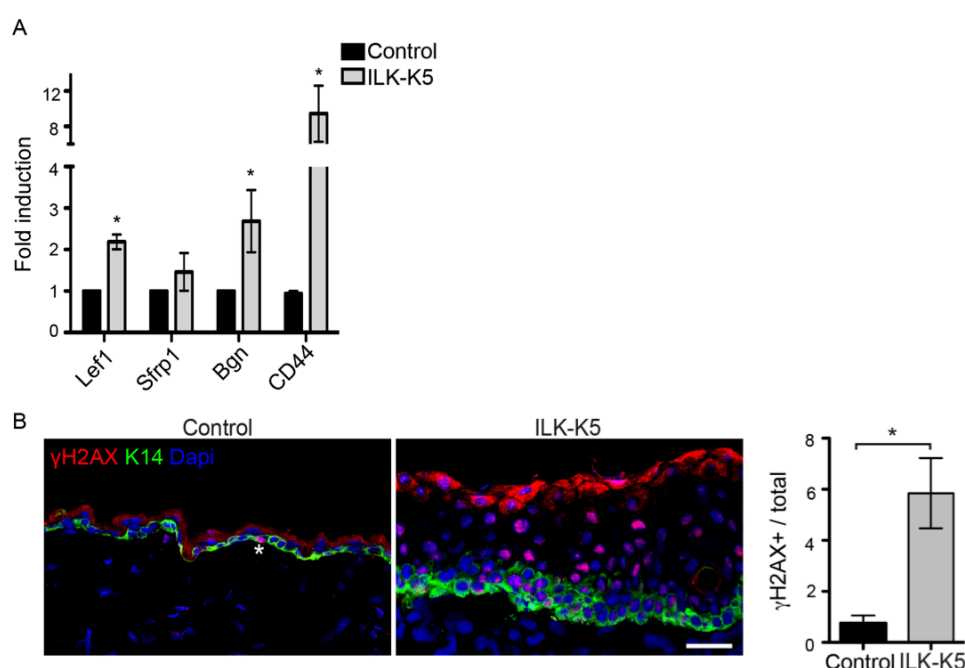 A
Control
ILK-K5
*
*
*
12
8
4
3
2
1
0
Fold induction
Lef1
Sfrp1
Bgn
CD44
B
Control
ILK-K5
γH2AX K14 Dapi
*
*
8
6
4
2
0
γH2AX+ / total
Control ILK-K5